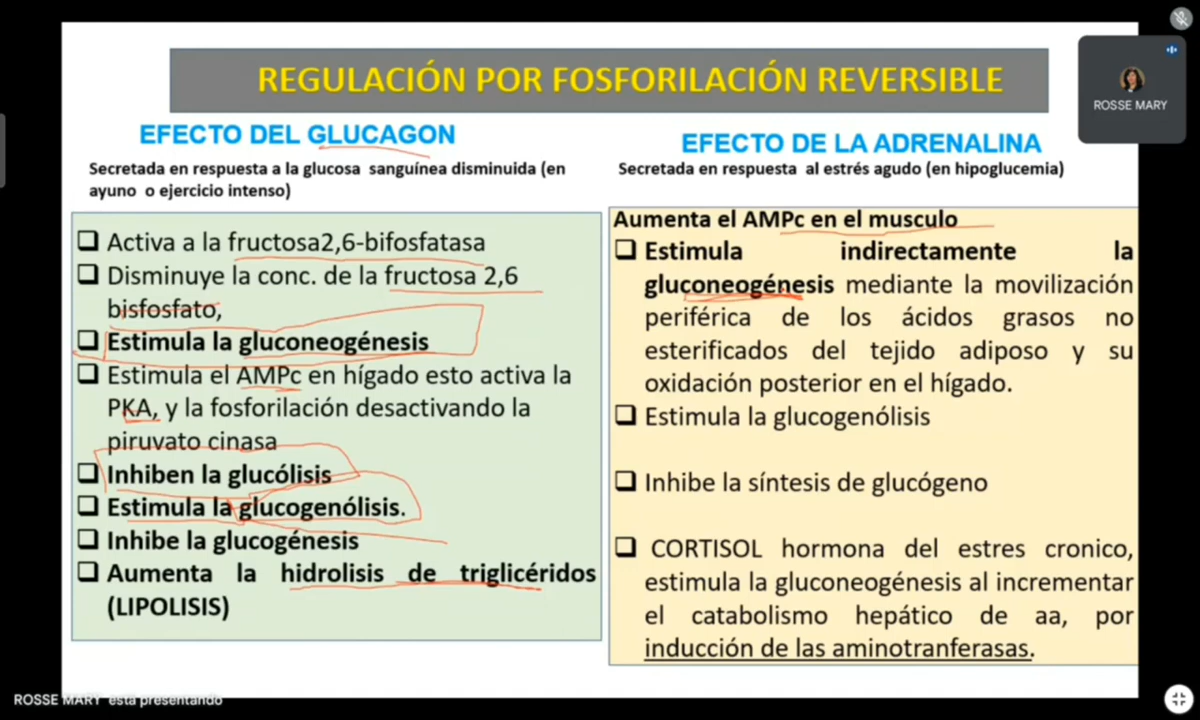 REGULACIÓN POR FOSFORILACIÓN REVERSIBLE
ROSSE MARY
EFECTO DEL GLUCAGON
Secretada en respuesta a la glucosa sanguínea disminuida (en
ayuno o ejercicio intenso)
❑ Activa a la fructosa2,6-bifosfatasa
❑ Disminuye la conc. de la fructosa 2,6
bisfosfato,
❑ Estimula la gluconeogénesis
❑ Estimula el AMPc en hígado esto activa la
PKA, y la fosforilación desactivando la
piruvato cinasa
❑ Inhiben la glucólisis
❑ Estimula la glucogenólisis.
❑ Inhibe la glucogénesis
❑ Aumenta la hidrolisis de triglicéridos
(LIPOLISIS)
EFECTO DE LA ADRENALINA
Secretada en respuesta al estrés agudo (en hipoglucemia)
Aumenta el AMPc en el musculo
❑ Estimula indirectamente la
gluconeogénesis mediante la movilización
periférica de los ácidos grasos no
esterificados del tejido adiposo y su
oxidación posterior en el hígado.
❑ Estimula la glucogenólisis
❑ Inhibe la síntesis de glucógeno
❑ CORTISOL hormona del estres cronico,
estimula la gluconeogénesis al incrementar
el catabolismo hepático de aa, por
inducción de las aminotranferasas.
ROSSE MARY está presentando